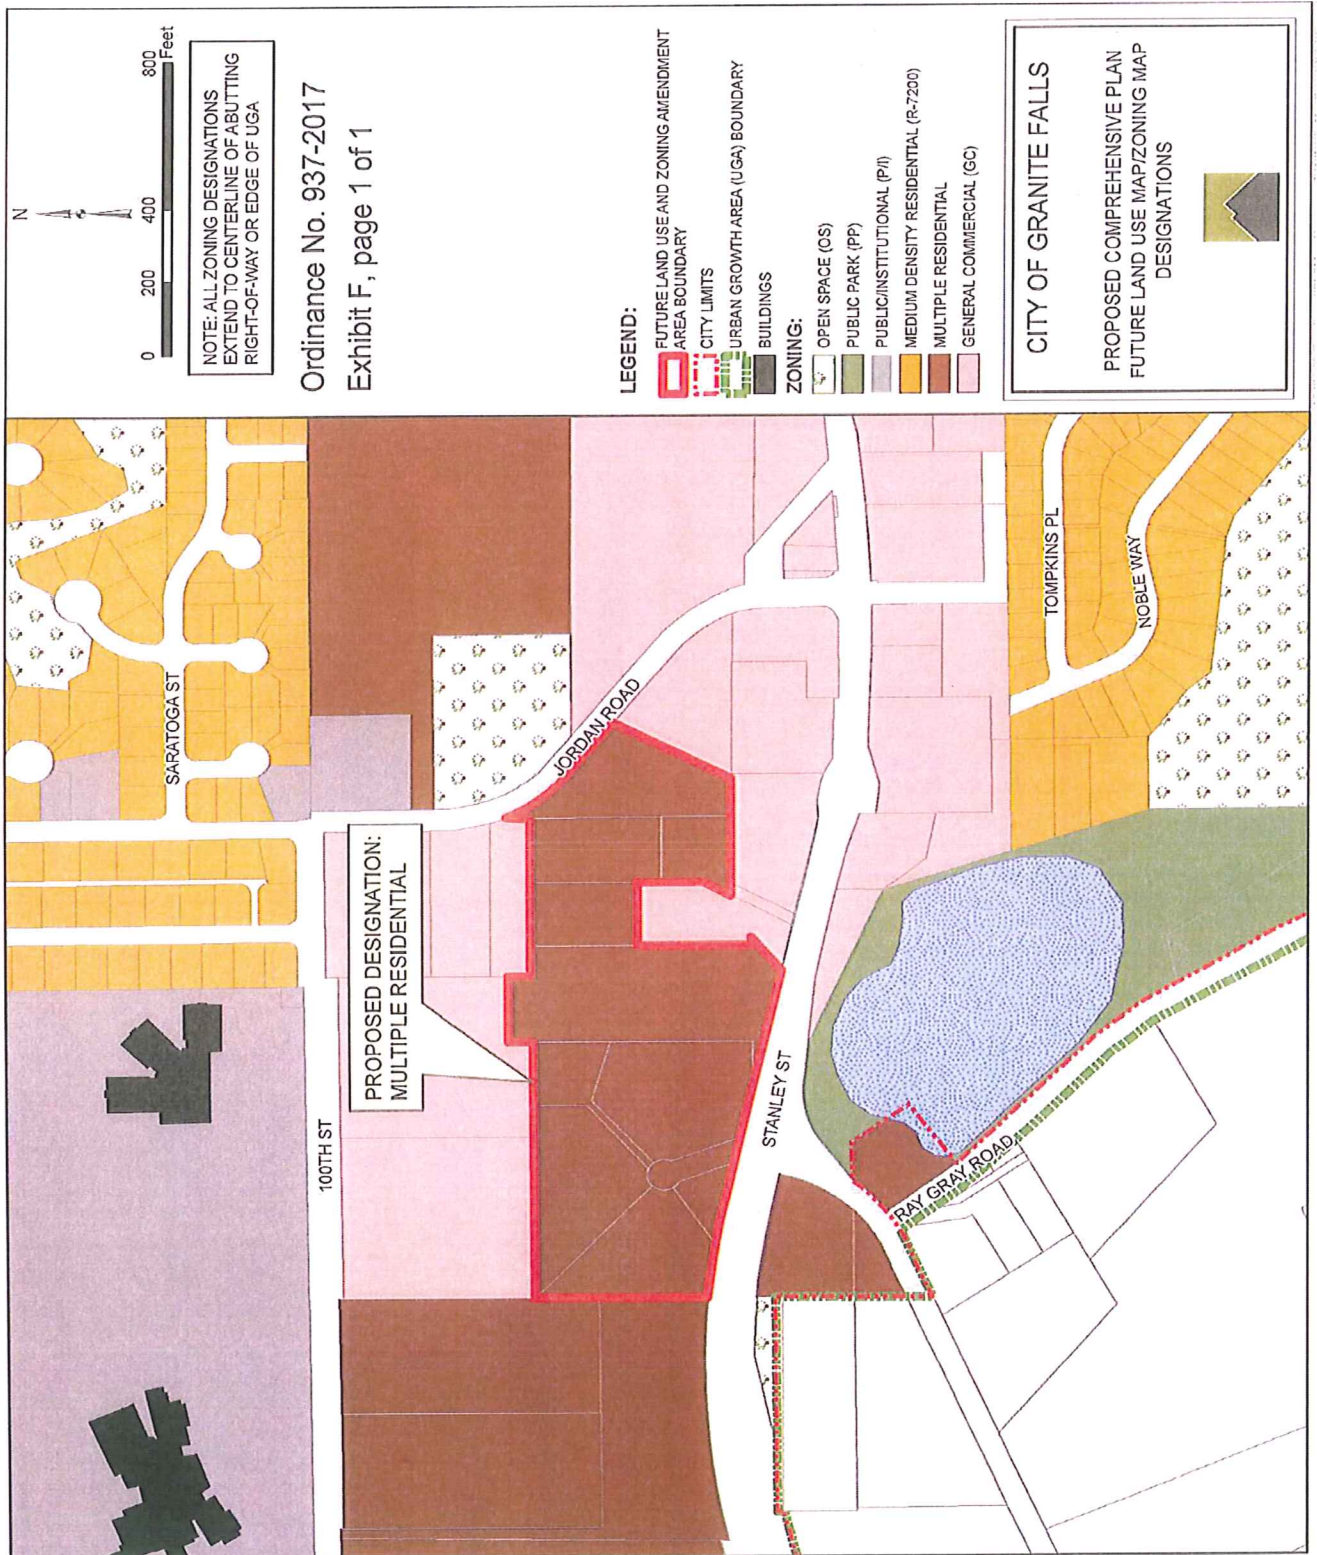 N
0 200 400 800
Feet
NOTE: ALL ZONING DESIGNATIONS
EXTEND TO CENTERLINE OF ABUTTING
RIGHT-OF-WAY OR EDGE OF UGA
Ordinance No. 937-2017
Exhibit F, page 1 of 1
LEGEND:
FUTURE LAND USE AND ZONING AMENDMENT
AREA BOUNDARY
CITY LIMITS
URBAN GROWTH AREA (UGA) BOUNDARY
BUILDINGS
ZONING:
OPEN SPACE (OS)
PUBLIC PARK (PP)
PUBLIC/INSTITUTIONAL (P/I)
MEDIUM DENSITY RESIDENTIAL (R-7200)
MULTIPLE RESIDENTIAL
GENERAL COMMERCIAL (GC)
CITY OF GRANITE FALLS
PROPOSED COMPREHENSIVE PLAN
FUTURE LAND USE MAP/ZONING MAP
DESIGNATIONS
SARATOGA ST
100TH ST
PROPOSED DESIGNATION:
MULTIPLE RESIDENTIAL
JORDAN ROAD
STANLEY ST
RAY GRAY ROAD
TOMPKINS PL
NOBLE WAY